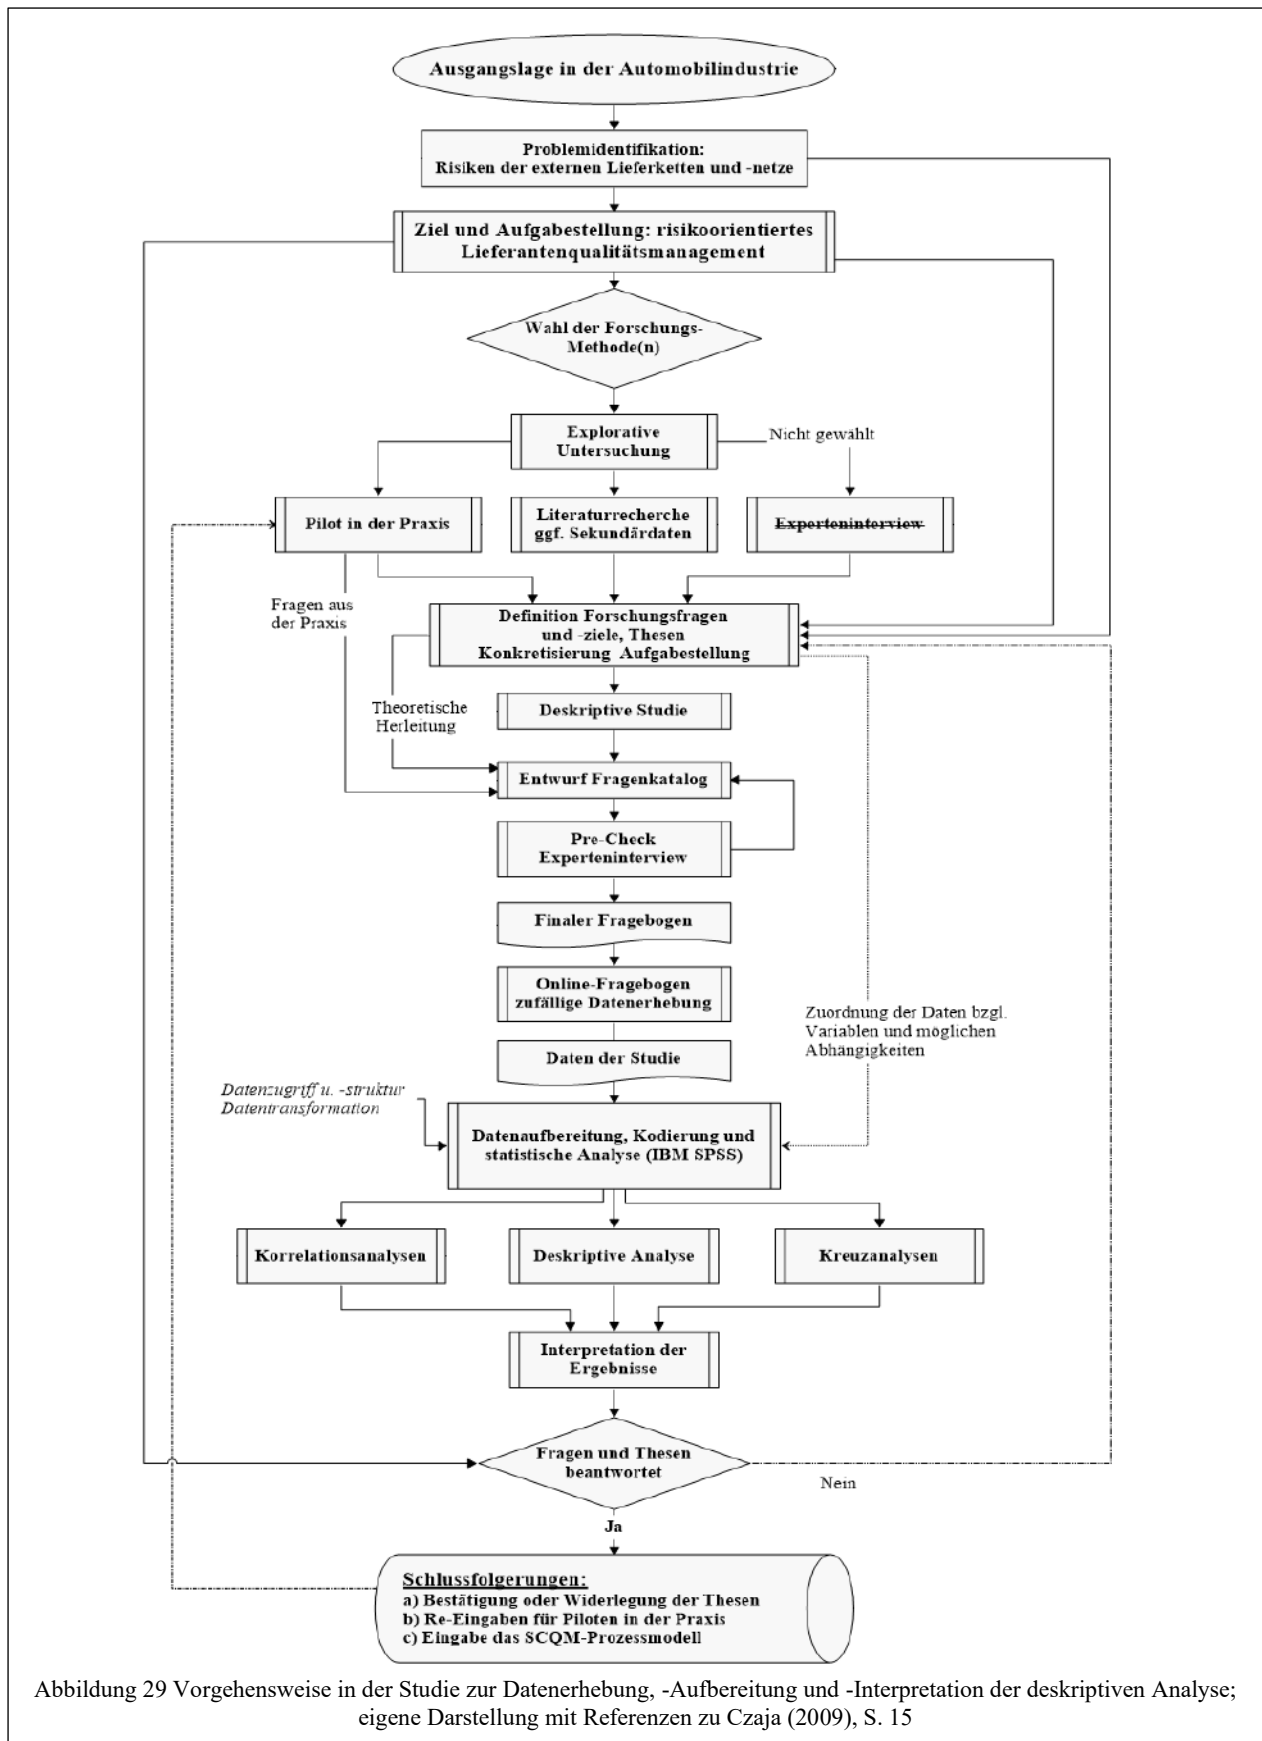 Ausgangslage in der Automobilindustrie
Problemidentifikation:
Risiken der externen Lieferketten und -netze
Ziel und Aufgabestellung: risikoorientiertes
Lieferantenqualitätsmanagement
Wahl der Forschungs-
Methode(n)
Explorative
Untersuchung
Nicht gewählt
Pilot in der Praxis
Literaturrecherche
ggf. Sekundärdaten
Experteninterview
Fragen aus
der Praxis
Definition Forschungsfragen
und -ziele, Thesen
Konkretisierung Aufgabestellung
Theoretische
Herleitung
Deskriptive Studie
Entwurf Fragenkatalog
Pre-Check
Experteninterview
Finaler Fragebogen
Online-Fragebogen
zufällige Datenerhebung
Zuordnung der Daten bzgl.
Variablen und möglichen
Abhängigkeiten
Daten der Studie
Datenzugriff u. -struktur
Datentransformation
Datenaufbereitung, Kodierung und
statistische Analyse (IBM SPSS)
Korrelationsanalysen
Deskriptive Analyse
Kreuzanalysen
Interpretation der
Ergebnisse
Fragen und Thesen
beantwortet
Nein
Ja
Schlussfolgerungen:
a) Bestätigung oder Widerlegung der Thesen
b) Re-Eingaben für Piloten in der Praxis
c) Eingabe das SCQM-Prozessmodell
Abbildung 29 Vorgehensweise in der Studie zur Datenerhebung, -Aufbereitung und -Interpretation der deskriptiven Analyse;
eigene Darstellung mit Referenzen zu Czaja (2009), S. 15